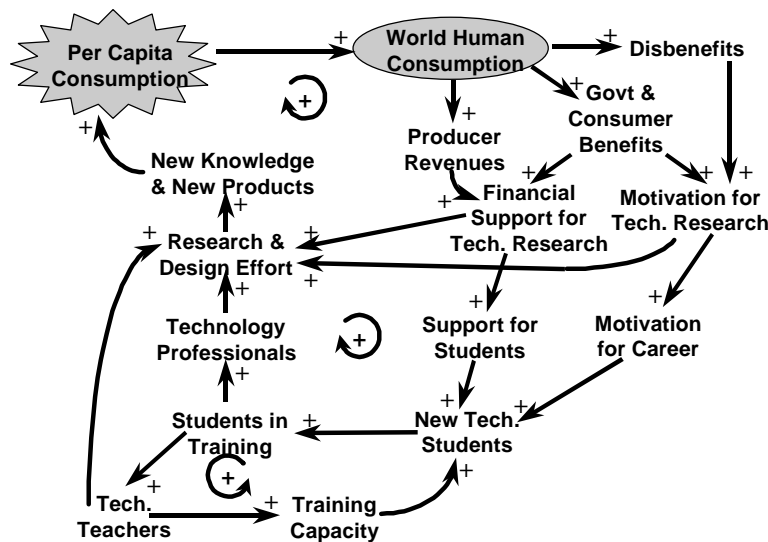 Per Capita
Consumption
+
World Human
Consumption
+
Disbenefits
+
Govt &
Consumer
Benefits
+
+
Producer
Revenues
+
New Knowledge
& New Products
+
+
+
Financial
Support for
Tech. Research
+
+
Motivation for
Tech. Research
+
+
Research &
Design Effort
+
+
+
+
Technology
Professionals
+
+
Support for
Students
+
Motivation
for Career
+
Students in
Training
+
+
+
New Tech.
Students
+
+
+
Tech.
Teachers
+
Training
Capacity